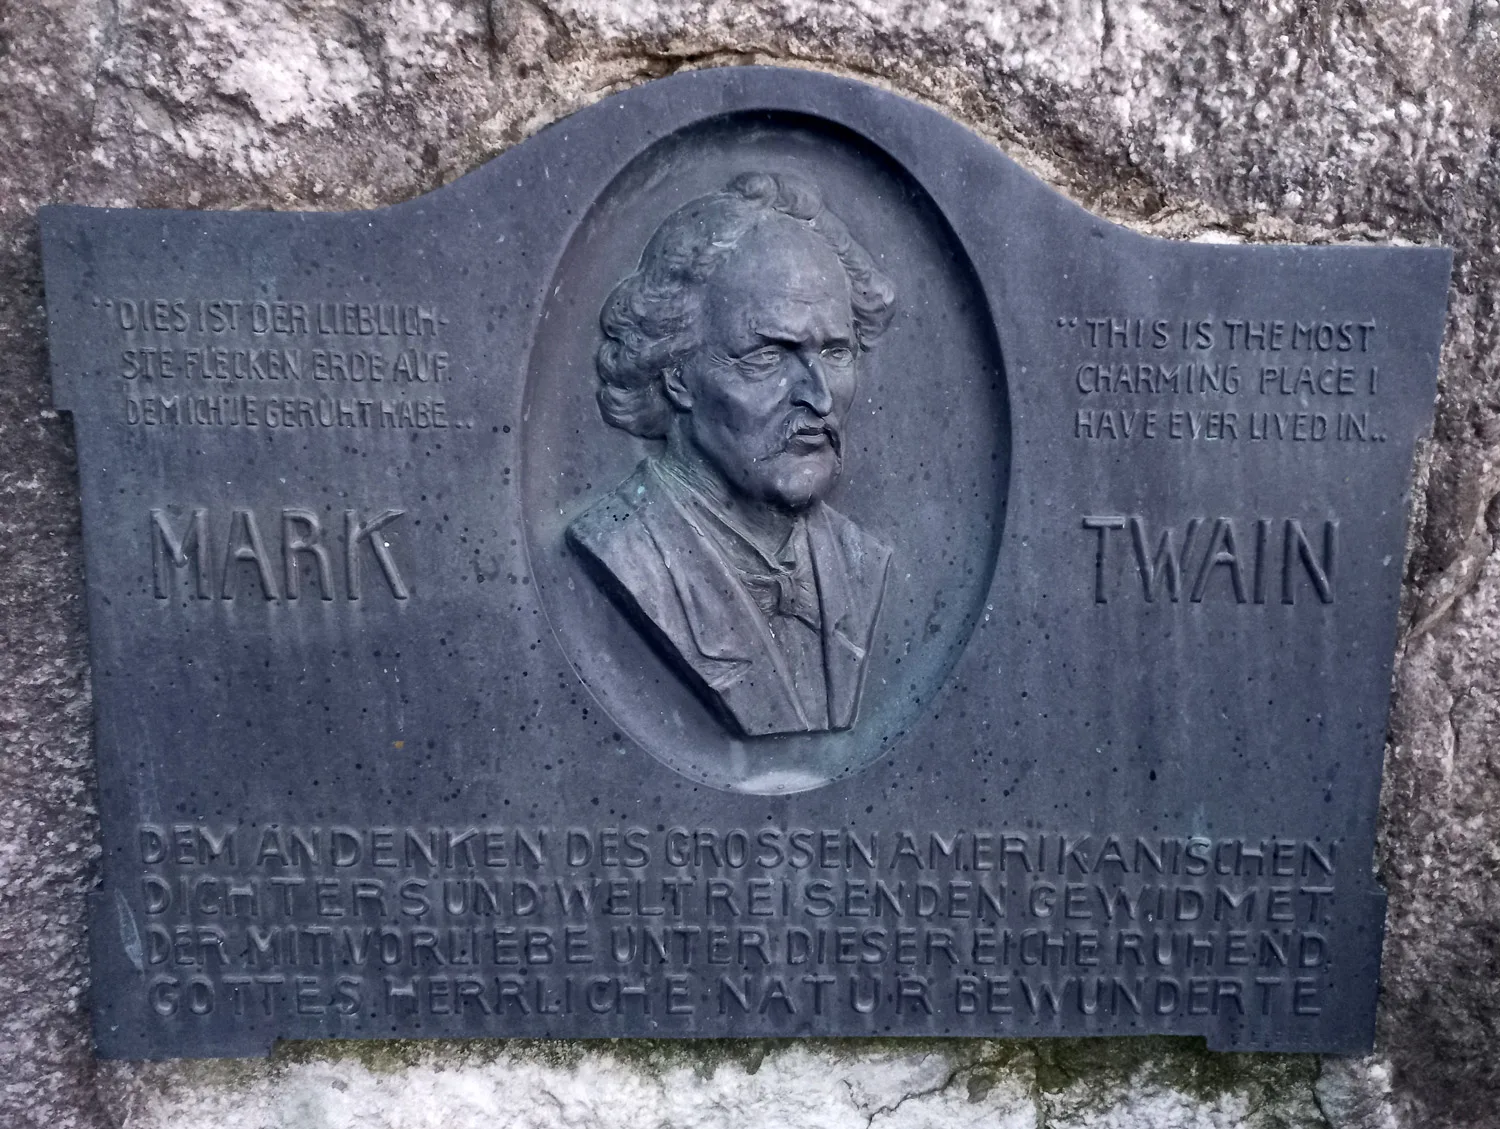 "DIES IST DER LIEBLICH-
STE FLECKEN ERDE AUF
DEM ICH JE GERUHT HABE..
MARK
"THIS IS THE MOST
CHARMING PLACE I
HAVE EVER LIVED IN..
TWAIN
DEM ANDENKEN DES GROSSEN AMERIKANISCHEN
DICHTERS UND WELTREISENDEN GEWIDMET.
DER MIT VORLIEBE UNTER DIESER EICHE RUHEND
GOTTES HERRLICHE NATUR BEWUNDERTE